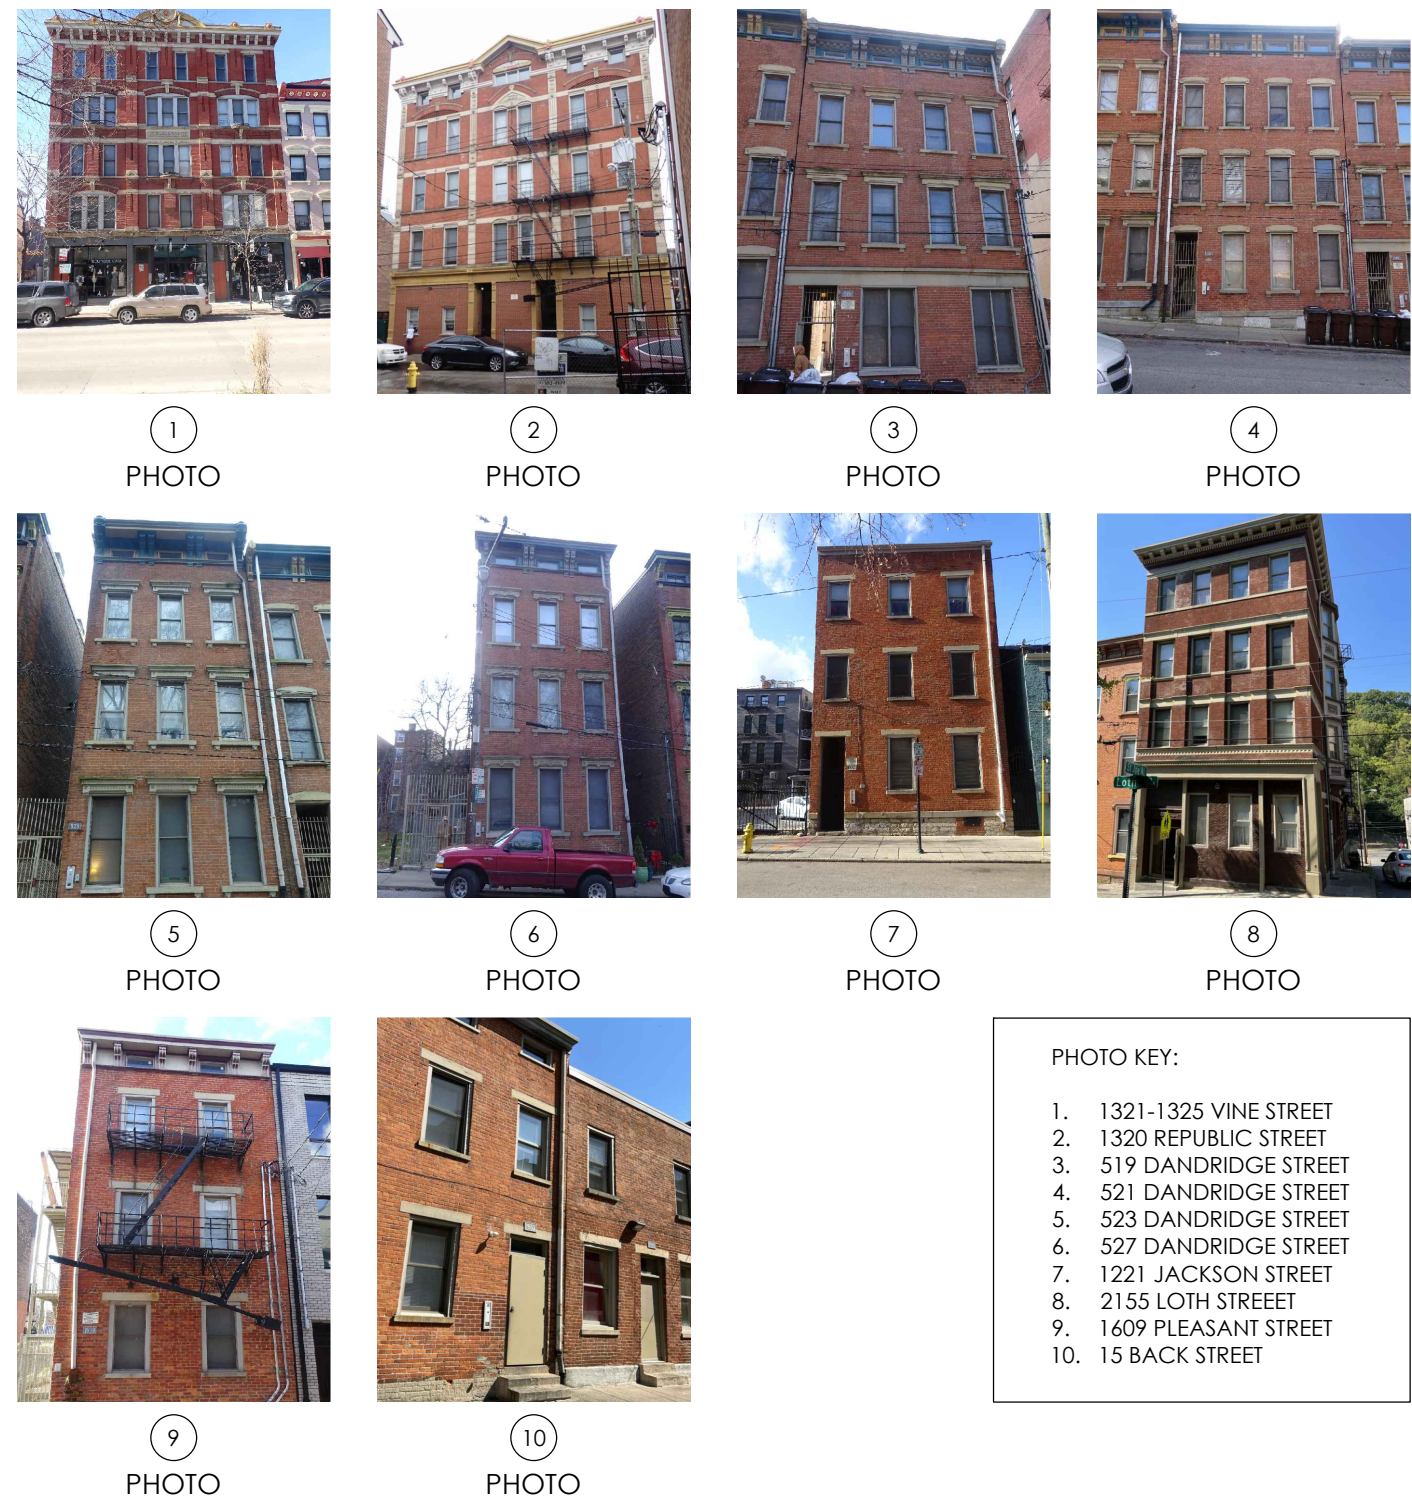 1
PHOTO
2
PHOTO
3
PHOTO
4
PHOTO
5
PHOTO
6
PHOTO
7
PHOTO
8
PHOTO
9
PHOTO
10
PHOTO
PHOTO KEY:
1. 1321-1325 VINE STREET
2. 1320 REPUBLIC STREET
3. 519 DANDRIDGE STREET
4. 521 DANDRIDGE STREET
5. 523 DANDRIDGE STREET
6. 527 DANDRIDGE STREET
7. 1221 JACKSON STREET
8. 2155 LOTH STREEET
9. 1609 PLEASANT STREET
10. 15 BACK STREET